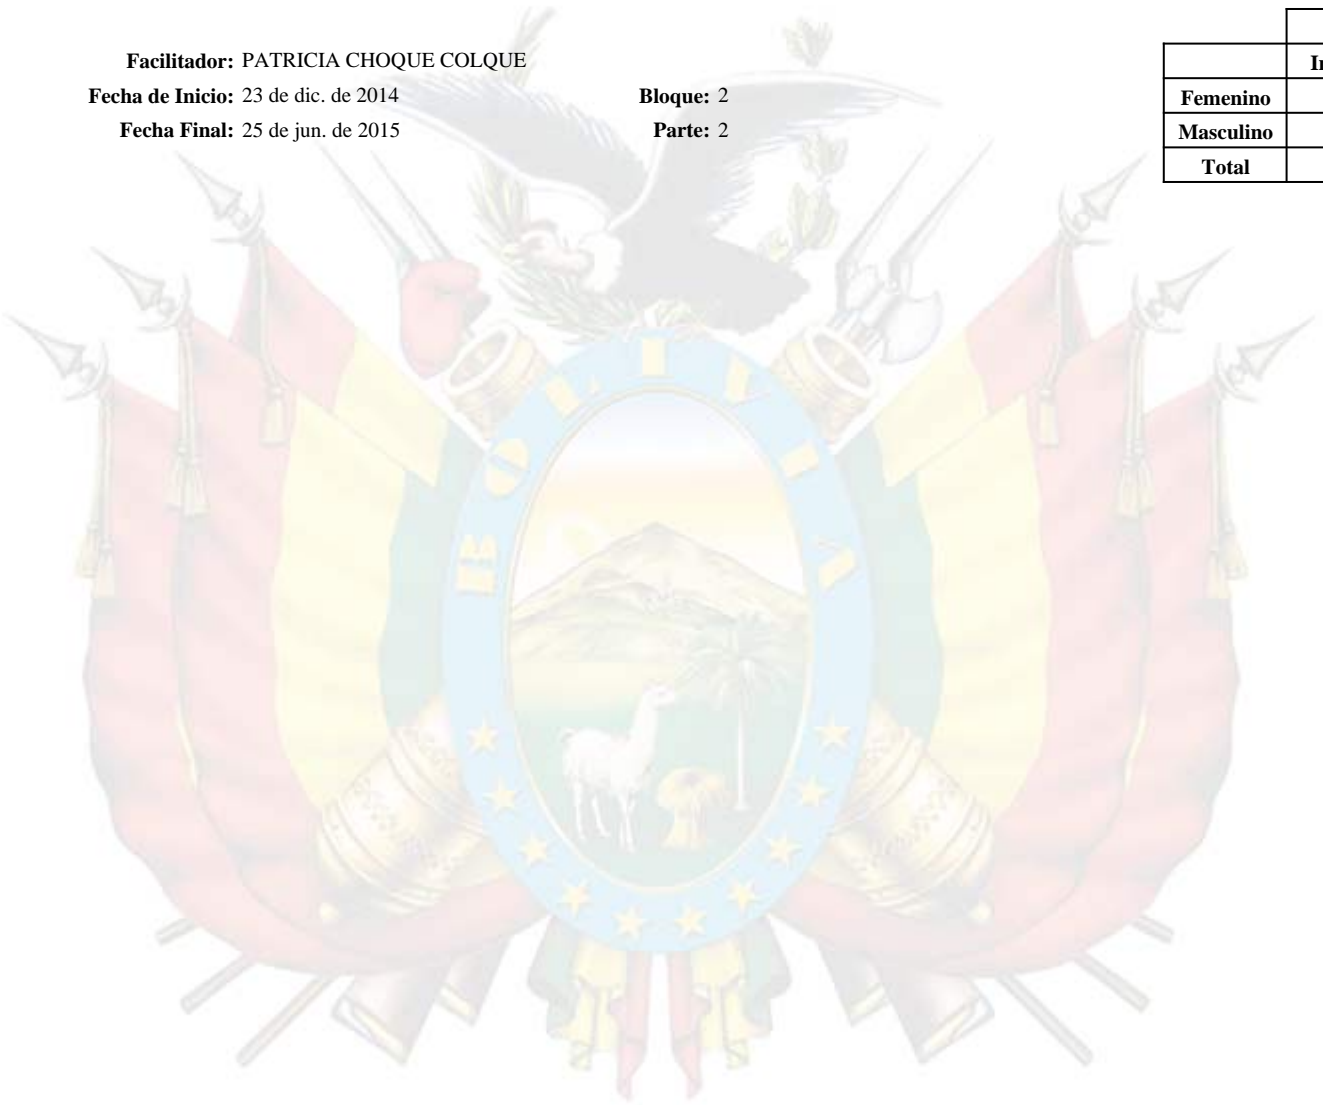 Facilitador: PATRICIA CHOQUE COLQUE
Fecha de Inicio: 23 de dic. de 2014 Bloque: 2
Fecha Final: 25 de jun. de 2015 Parte: 2
Femenino
Masculino
Total
BOLIVIA